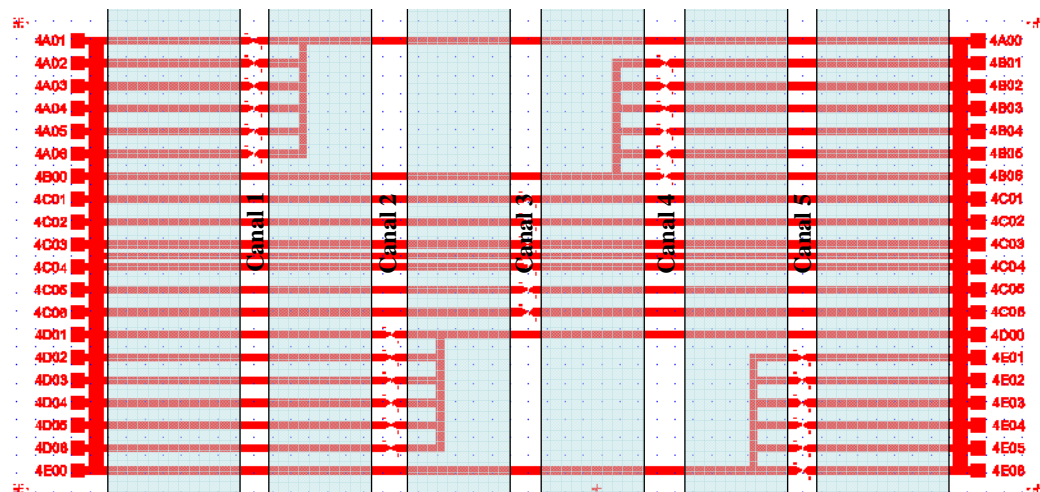 4A01 4A00
4A02 4B01
4A03 4B02
4A04 4B03
4A05 4B04
4A06 4B05
4B00 4B06
4C01 4C01
4C02 4C02
4C03 4C03
4C04 4C04
4C05 4C05
4C06 4C06
4D01 4D00
4D02 4E01
4D03 4E02
4D04 4E03
4D05 4E04
4D06 4E05
4E00 4E06
Canal 1
Canal 2
Canal 3
Canal 4
Canal 5